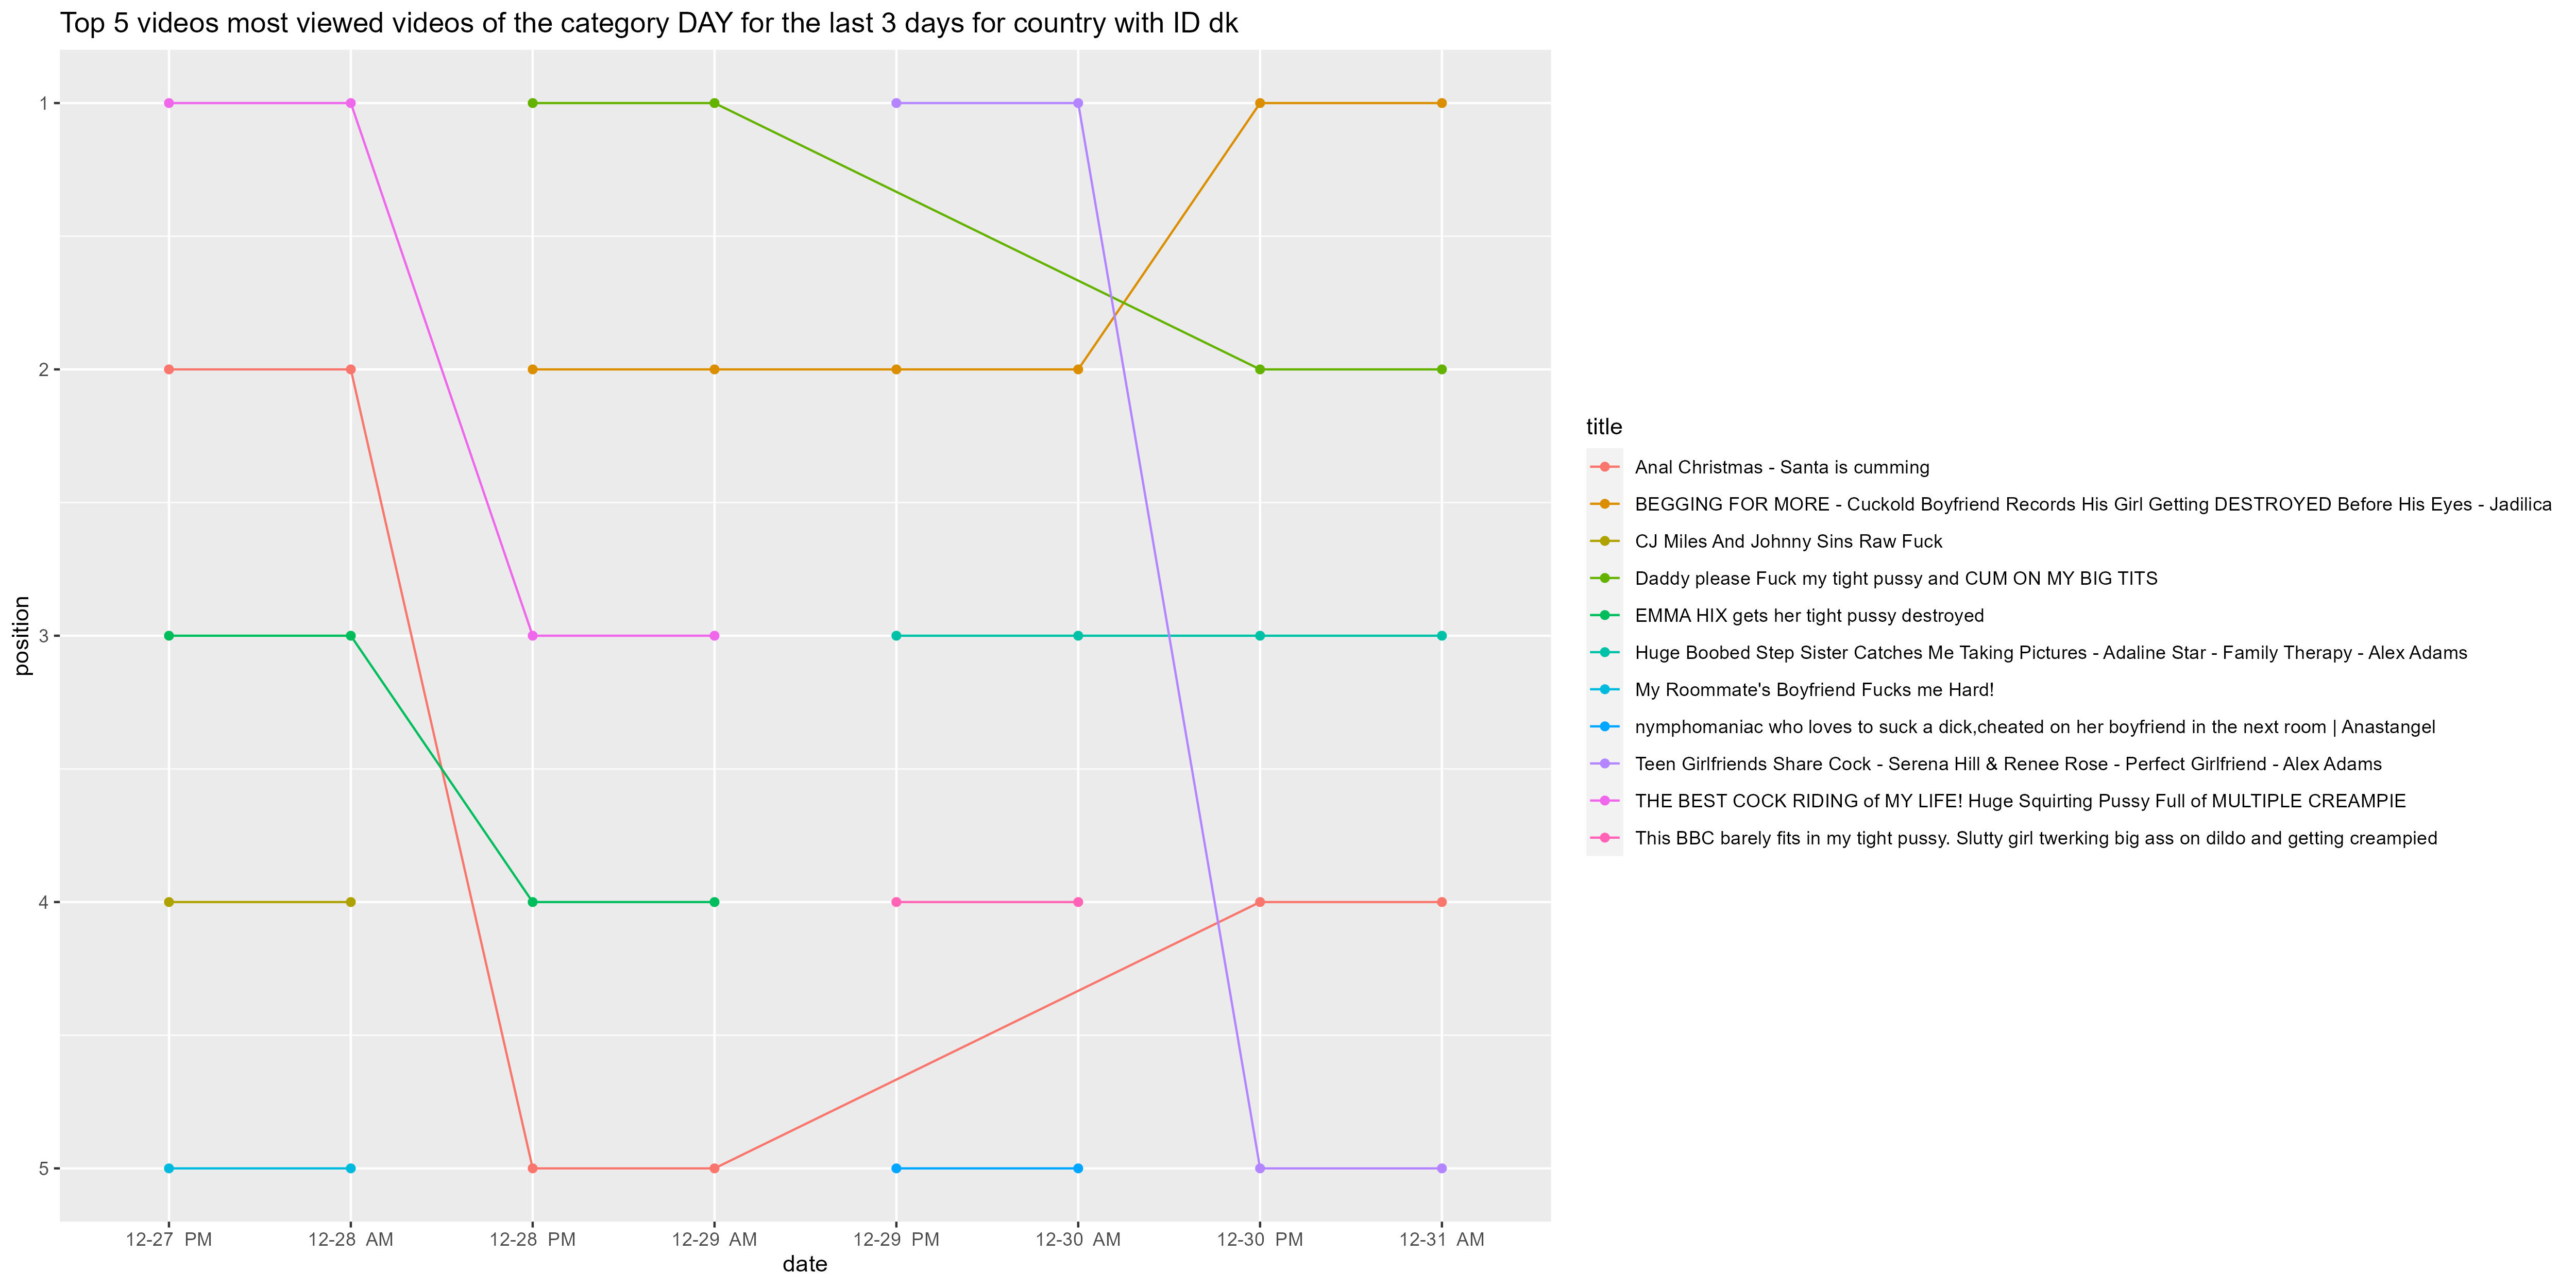 Top 5 videos most viewed videos of the category DAY for the last 3 days for country with ID dk
position
1
2
3
4
5
12-27 PM
12-28 AM
12-28 PM
12-29 AM
12-29 PM
12-30 AM
12-30 PM
12-31 AM
date
title
Anal Christmas - Santa is cumming
BEGGING FOR MORE - Cuckold Boyfriend Records His Girl Getting DESTROYED Before His Eyes - Jadilica
CJ Miles And Johnny Sins Raw Fuck
Daddy please Fuck my tight pussy and CUM ON MY BIG TITS
EMMA HIX gets her tight pussy destroyed
Huge Boobed Step Sister Catches Me Taking Pictures - Adaline Star - Family Therapy - Alex Adams
My Roommate's Boyfriend Fucks me Hard!
nymphomaniac who loves to suck a dick,cheated on her boyfriend in the next room | Anastangel
Teen Girlfriends Share Cock - Serena Hill & Renee Rose - Perfect Girlfriend - Alex Adams
THE BEST COCK RIDING of MY LIFE! Huge Squirting Pussy Full of MULTIPLE CREAMPIE
This BBC barely fits in my tight pussy. Slutty girl twerking big ass on dildo and getting creampied